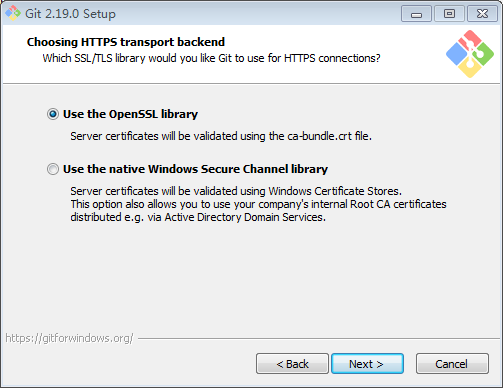 Git 2.19.0 Setup
Choosing HTTPS transport backend
Which SSL/TLS library would you like Git to use for HTTPS connections?
Use the OpenSSL library
Server certificates will be validated using the ca-bundle.crt file.
Use the native Windows Secure Channel library
Server certificates will be validated using Windows Certificate Stores.
This option also allows you to use your company's internal Root CA certificates
distributed e.g. via Active Directory Domain Services.
https://gitforwindows.org/
< Back
Next >
Cancel